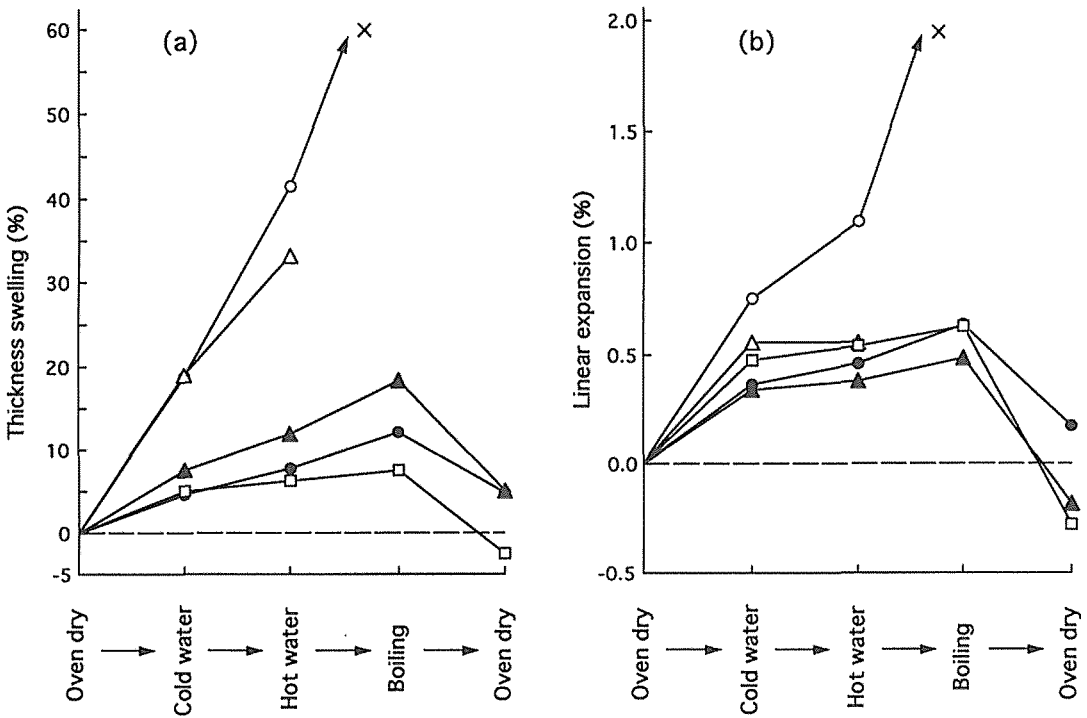 (a)
Thickness swelling (%)
60
50
40
30
20
10
0
-5
Oven dry
Cold water
Hot water
Boiling
Oven dry
(b)
Linear expansion (%)
2.0
1.5
1.0
0.5
0.0
-0.5
Oven dry
Cold water
Hot water
Boiling
Oven dry